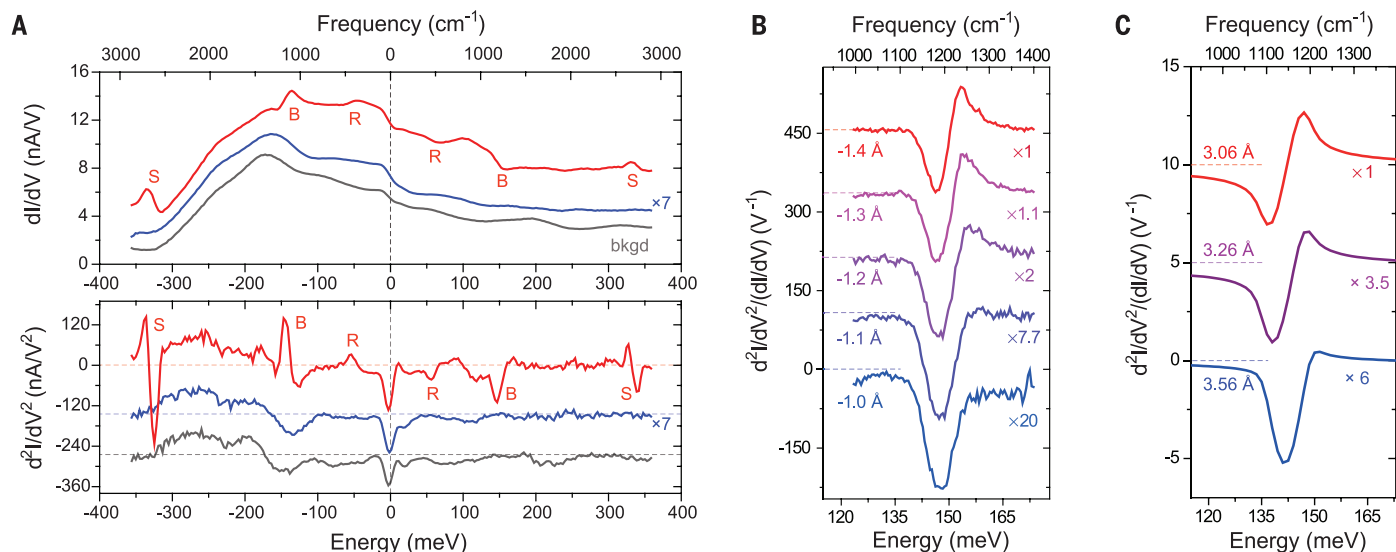 A
Frequency (cm⁻¹)
3000 2000 1000 0 1000 2000 3000
16
12
8
4
0
dI/dV (nA/V)
S
B
R
R
B
S
×7
bkgd
120
0
-120
-240
-360
d²I/dV² (nA/V²)
S
B
R
R
B
S
×7
-400 -300 -200 -100 0 100 200 300 400
Energy (meV)
B
Frequency (cm⁻¹)
1000 1100 1200 1300 1400
450
300
150
0
-150
d²I/dV²/(dI/dV) (V⁻¹)
-1.4 Å ×1
-1.3 Å ×1.1
-1.2 Å ×2
-1.1 Å ×7.7
-1.0 Å ×20
120 135 150 165
Energy (meV)
C
Frequency (cm⁻¹)
1000 1100 1200 1300
15
10
5
0
-5
d²I/dV²/(dI/dV) (V⁻¹)
3.06 Å × 1
3.26 Å × 3.5
3.56 Å × 6
120 135 150 165
Energy (meV)